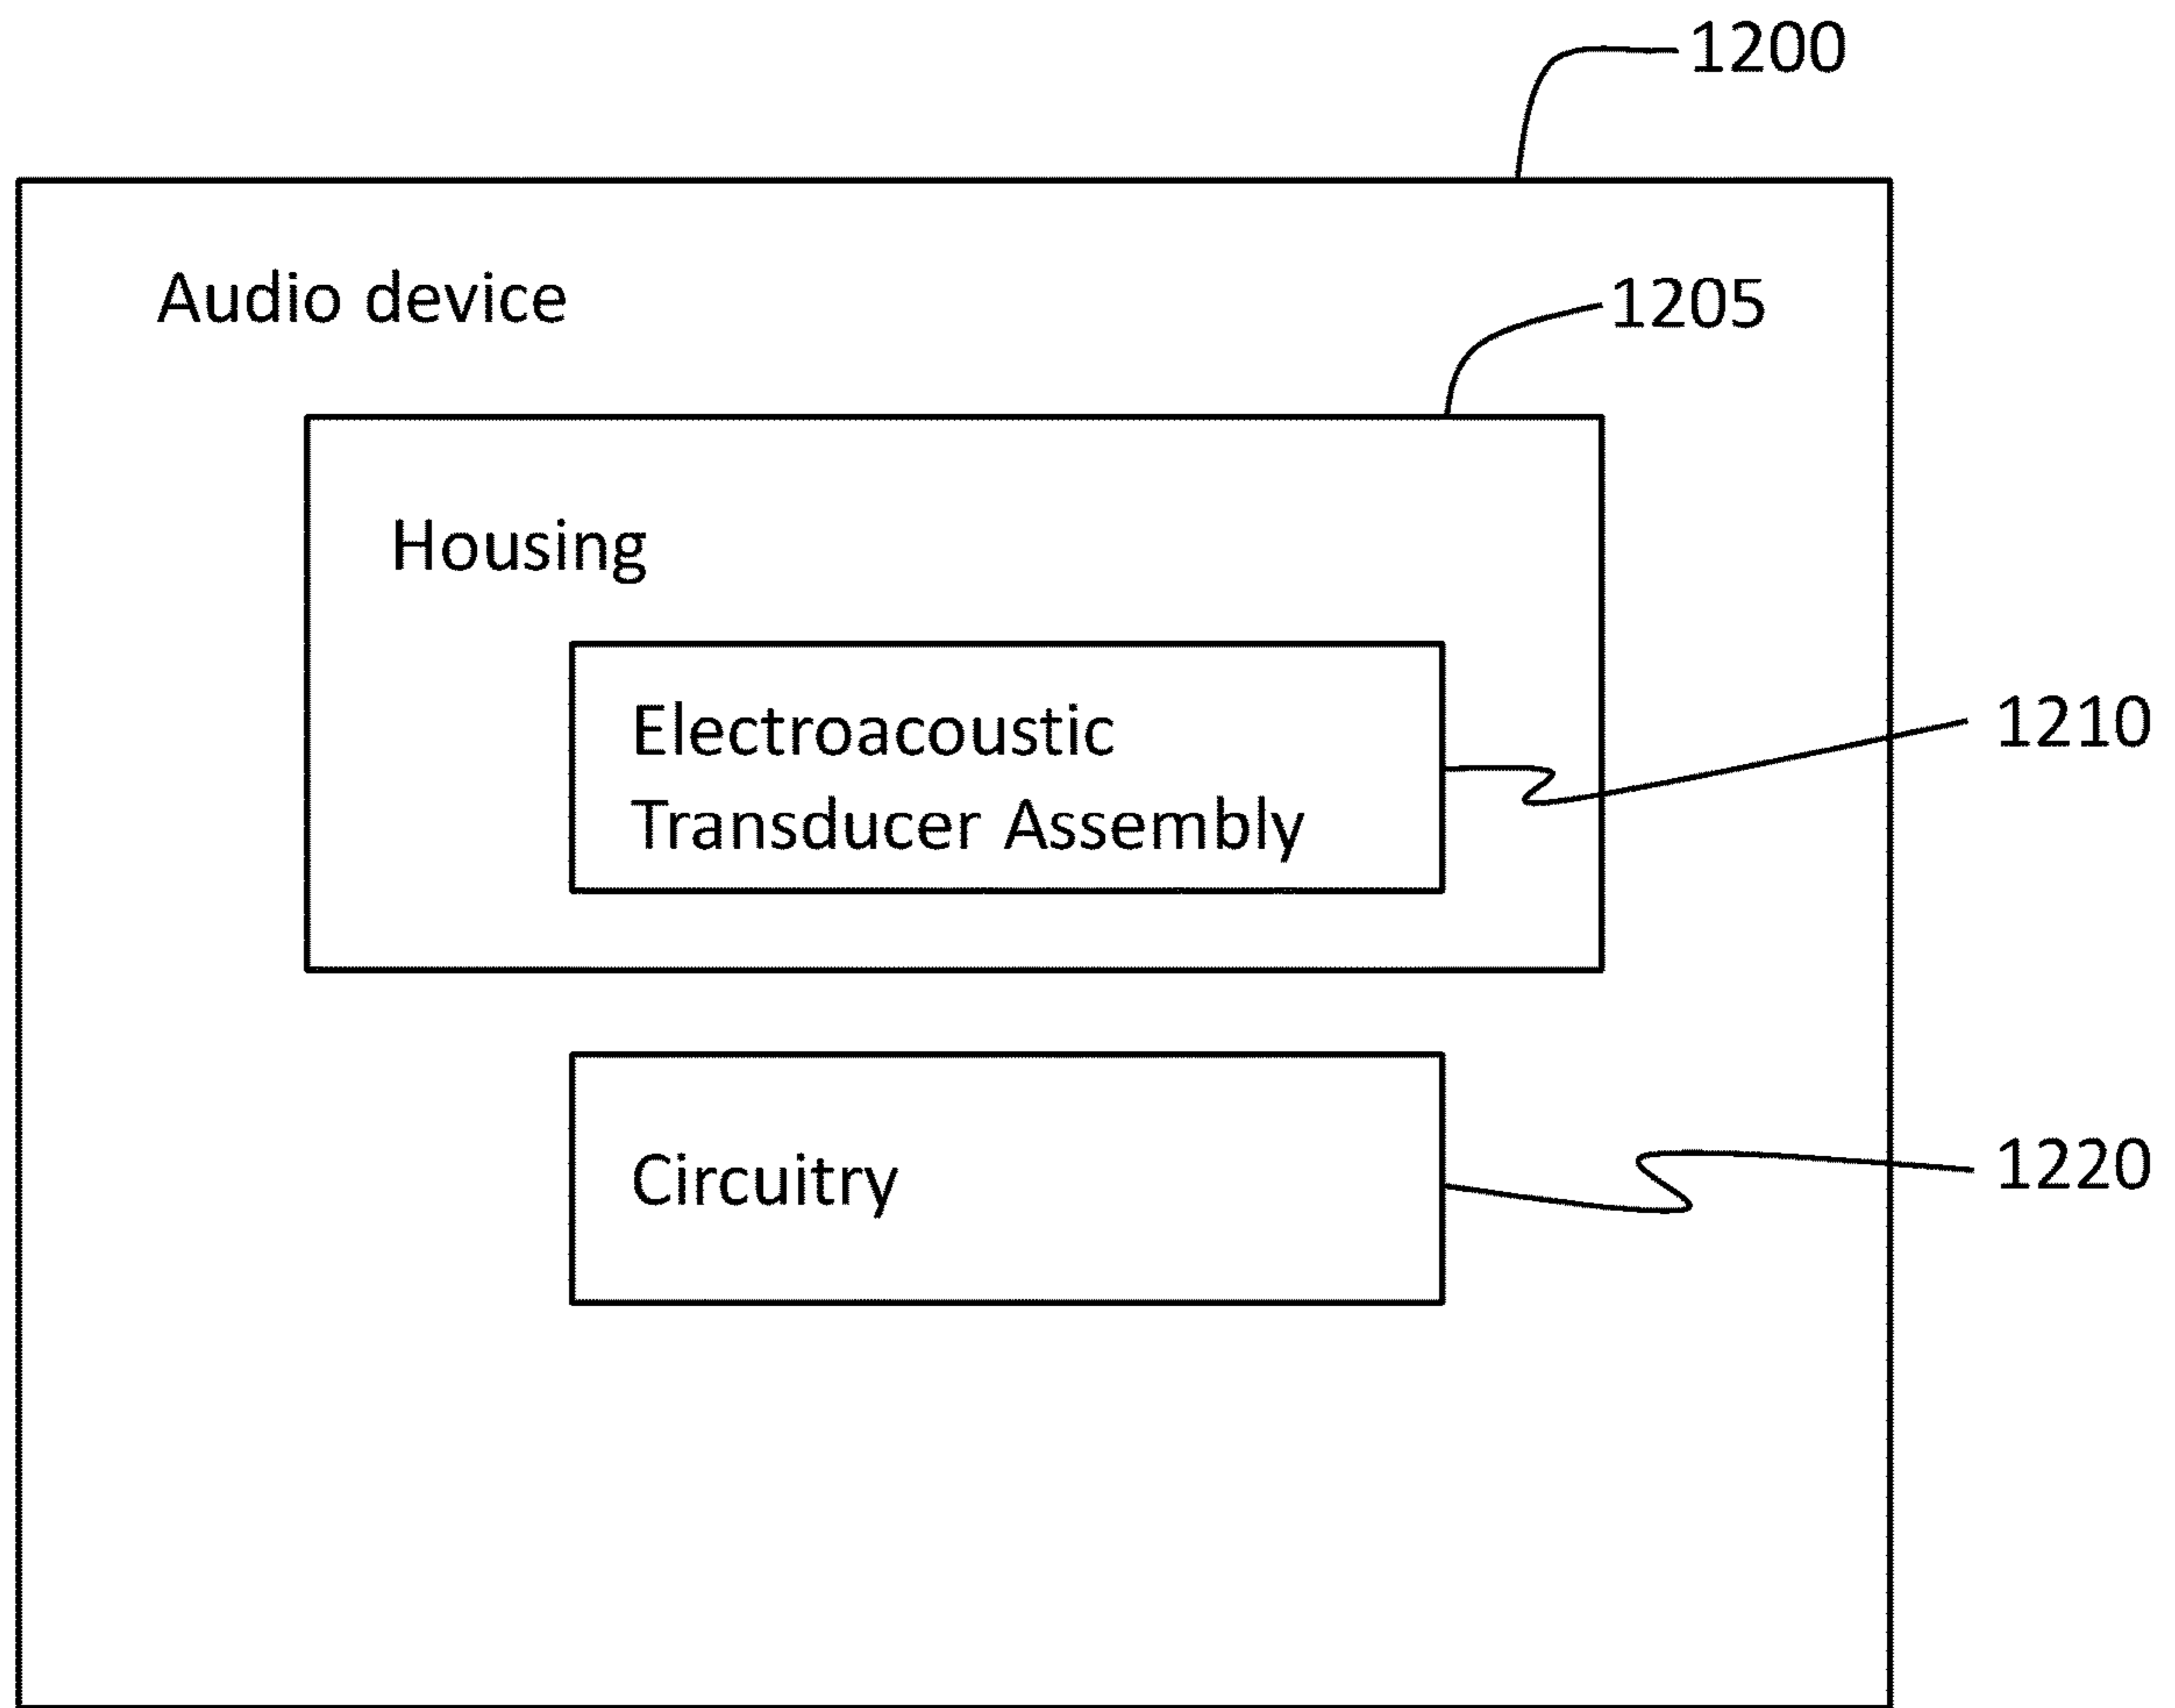 1200
Audio device
1205
Housing
Electroacoustic
Transducer Assembly
1210
Circuitry
1220